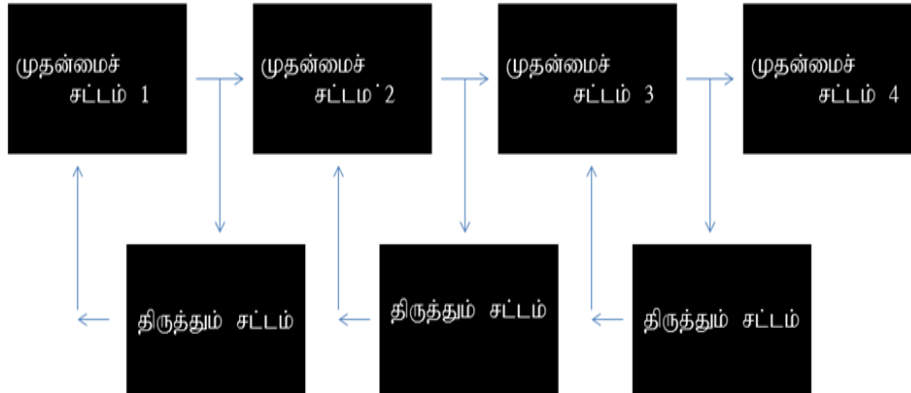 முதன்மைச்
சட்டம் 1
முதன்மைச்
சட்டம் 2
முதன்மைச்
சட்டம் 3
முதன்மைச்
சட்டம் 4
திருத்தும் சட்டம்
திருத்தும் சட்டம்
திருத்தும் சட்டம்